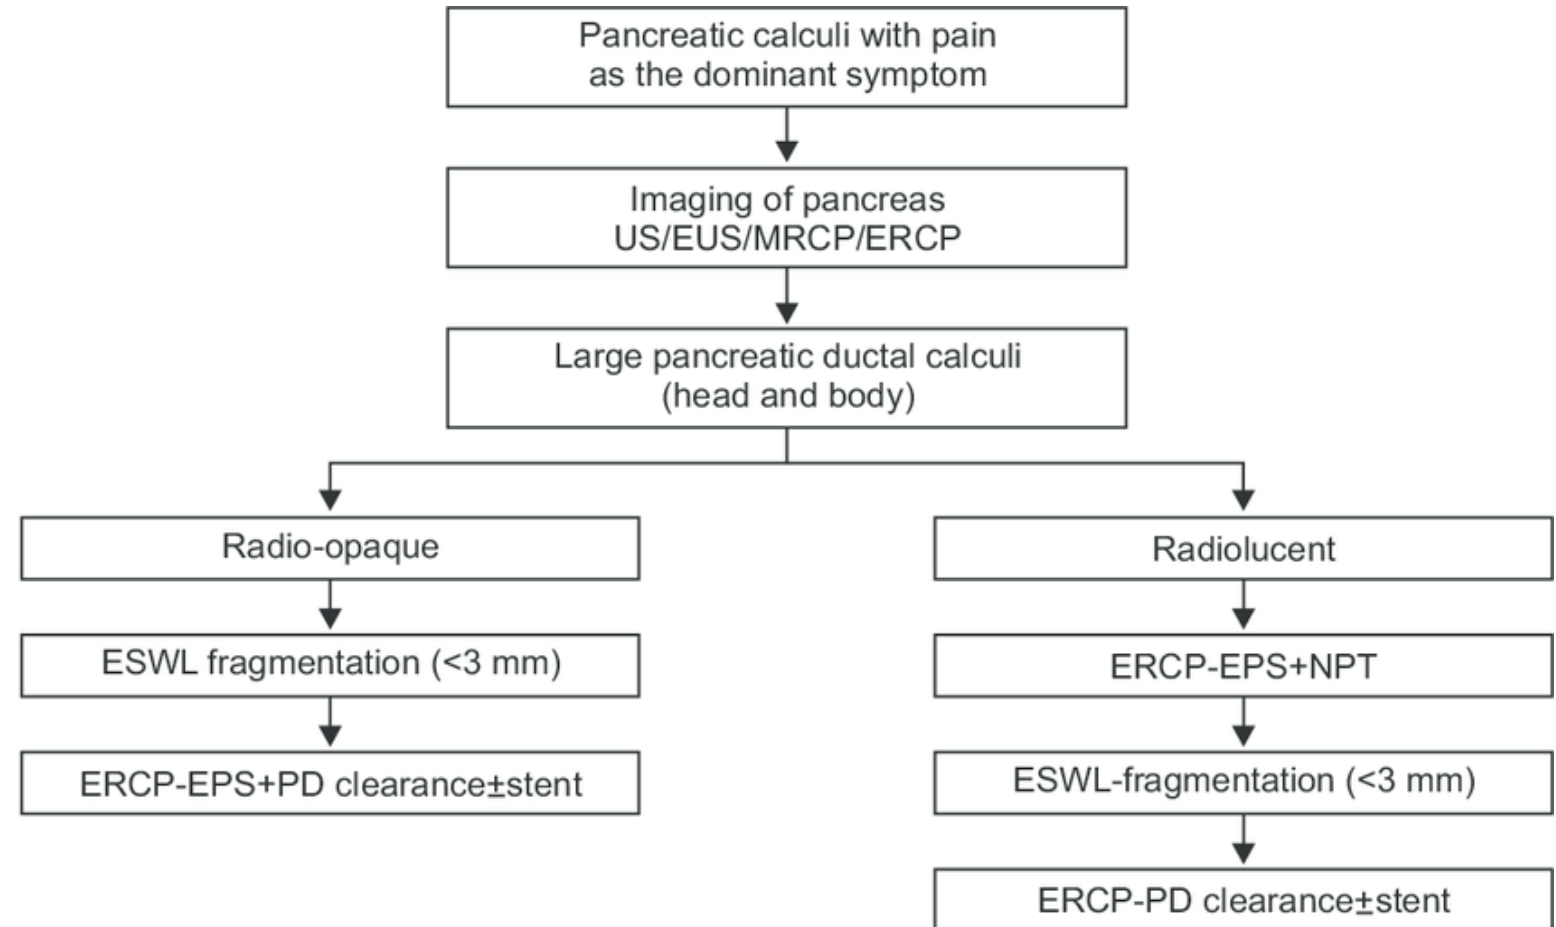 Pancreatic calculi with pain
as the dominant symptom
Imaging of pancreas
US/EUS/MRCP/ERCP
Large pancreatic ductal calculi
(head and body)
Radio-opaque
ESWL fragmentation (<3 mm)
ERCP-EPS+PD clearance±stent
Radiolucent
ERCP-EPS+NPT
ESWL-fragmentation (<3 mm)
ERCP-PD clearance±stent